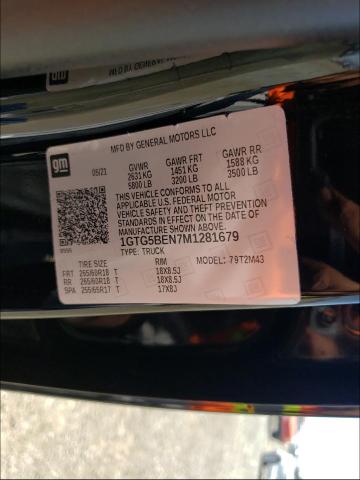 MFD BY GENERAL MOTORS LLC
gm
05/21
GVWR GAWR FRT GAWR RR
2631 KG 1451 KG 1588 KG
5800 LB 3200 LB 3500 LB
THIS VEHICLE CONFORMS TO ALL
APPLICABLE U.S. FEDERAL MOTOR
VEHICLE SAFETY AND THEFT PREVENTION
STANDARDS IN EFFECT ON THE DATE OF
MANUFACTURE SHOWN ABOVE.
1GTG5BEN7M1281679
TYPE: TRUCK MODEL: 79T2M43
TIRE SIZE RIM
FRT 265/60R18 T 18X8.5J
RR 265/60R18 T 18X8.5J
SPA 255/65R17 T 17X8J